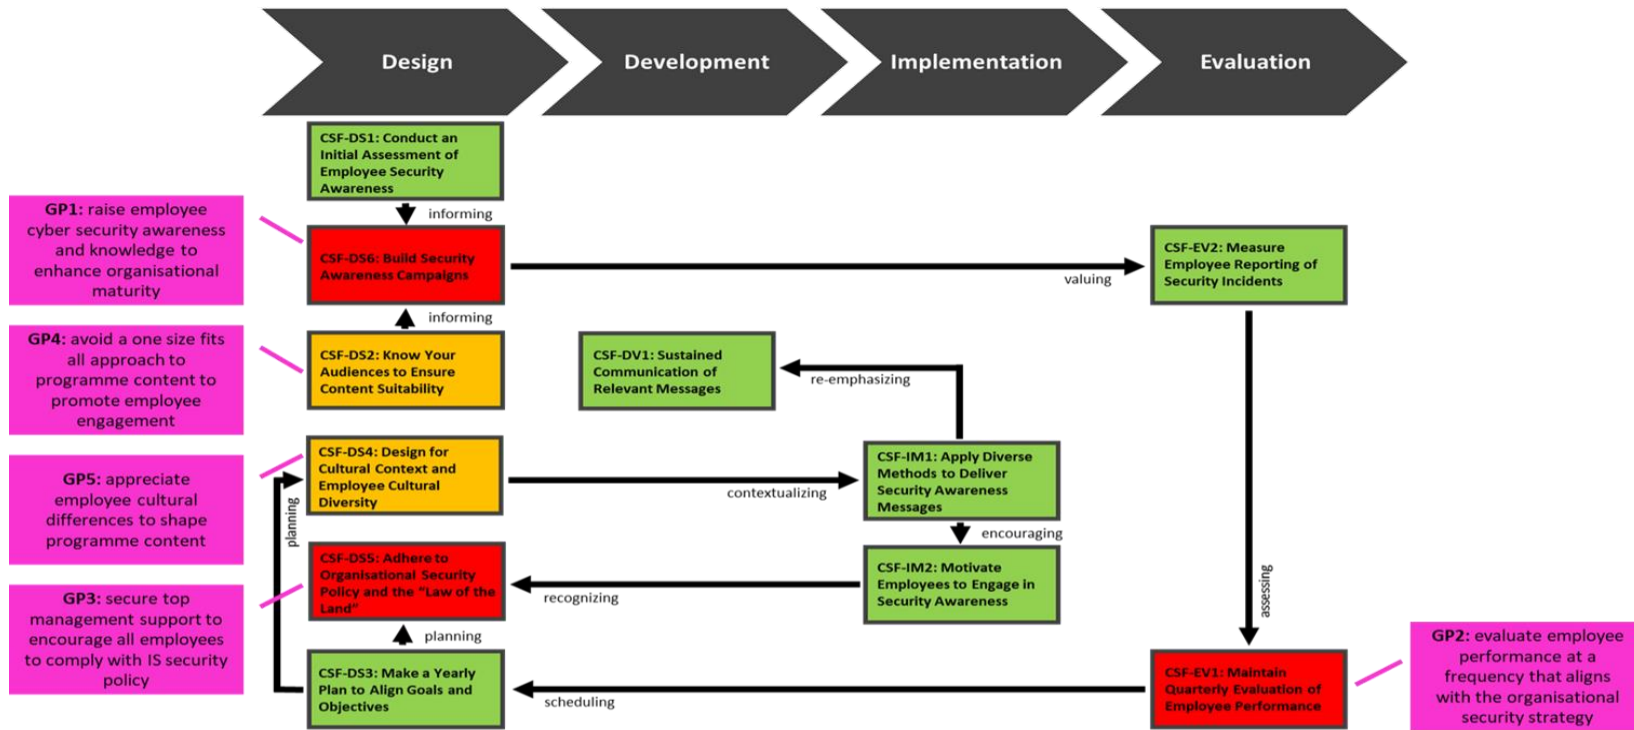 Design
Development
Implementation
Evaluation
CSF-DS1: Conduct an
Initial Assessment of
Employee Security
Awareness
informing
GP1: raise employee
cyber security awareness
and knowledge to
enhance organisational
maturity
CSF-DS6: Build Security
Awareness Campaigns
valuing
CSF-EV2: Measure
Employee Reporting of
Security Incidents
informing
GP4: avoid a one size fits
all approach to
programme content to
promote employee
engagement
CSF-DS2: Know Your
Audiences to Ensure
Content Suitability
CSF-DV1: Sustained
Communication of
Relevant Messages
re-emphasizing
GP5: appreciate
employee cultural
differences to shape
programme content
planning
CSF-DS4: Design for
Cultural Context and
Employee Cultural
Diversity
contextualizing
CSF-IM1: Apply Diverse
Methods to Deliver
Security Awareness
Messages
encouraging
GP3: secure top
management support to
encourage all employees
to comply with IS security
policy
CSF-DS5: Adhere to
Organisational Security
Policy and the “Law of the
Land”
recognizing
CSF-IM2: Motivate
Employees to Engage in
Security Awareness
assessing
planning
CSF-DS3: Make a Yearly
Plan to Align Goals and
Objectives
scheduling
CSF-EV1: Maintain
Quarterly Evaluation of
Employee Performance
GP2: evaluate employee
performance at a
frequency that aligns
with the organisational
security strategy